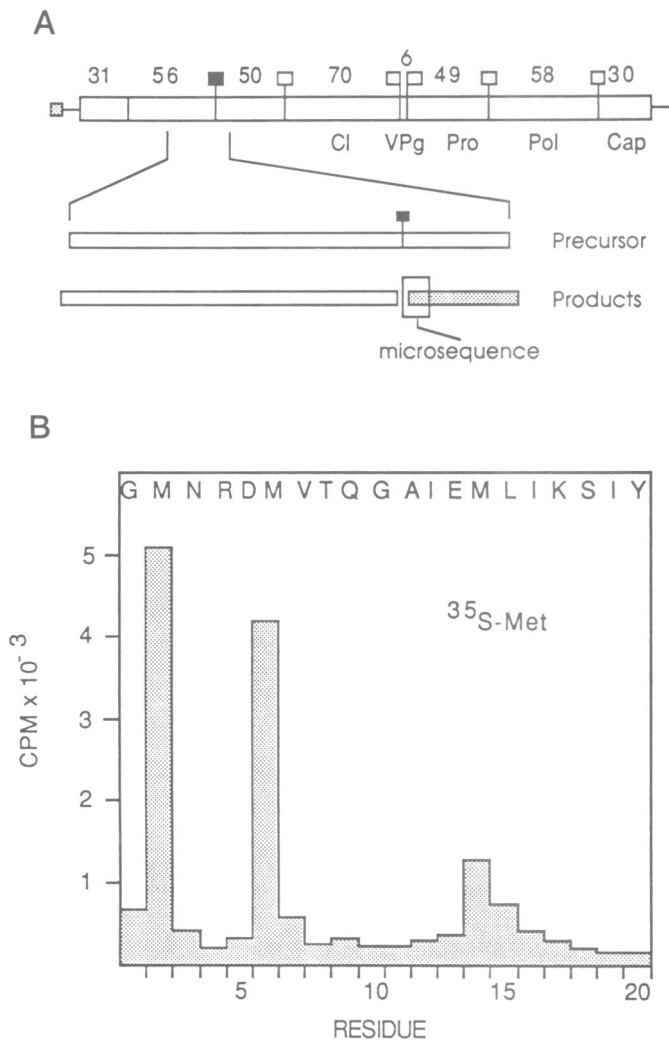 A
6
31 56 50 70 49 58 30
CI VPg Pro Pol Cap
Precursor
Products
microsequence
B
G M N R D M V T Q G A I E M L I K S I Y
5
4
3
2
1
CPM x 10⁻³
³⁵S-Met
5 10 15 20
RESIDUE